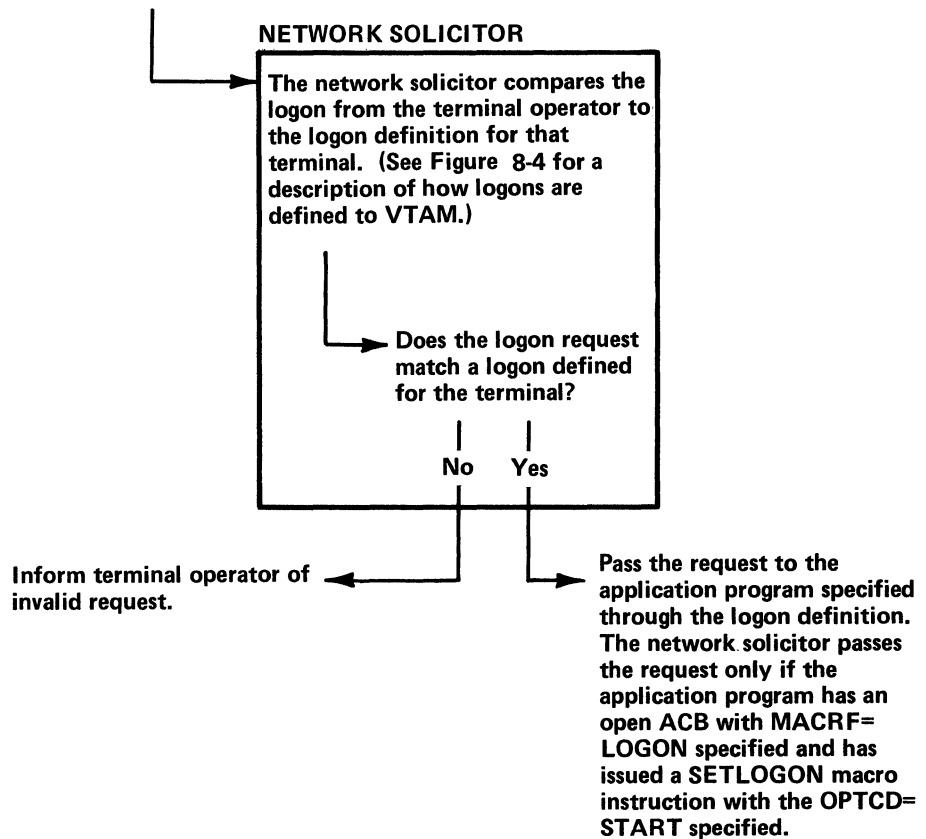 NETWORK SOLICITOR
The network solicitor compares the
logon from the terminal operator to
the logon definition for that
terminal. (See Figure 8-4 for a
description of how logons are
defined to VTAM.)
Does the logon request
match a logon defined
for the terminal?
No Yes
Inform terminal operator of
invalid request.
Pass the request to the
application program specified
through the logon definition.
The network solicitor passes
the request only if the
application program has an
open ACB with MACRF=
LOGON specified and has
issued a SETLOGON macro
instruction with the OPTCD=
START specified.